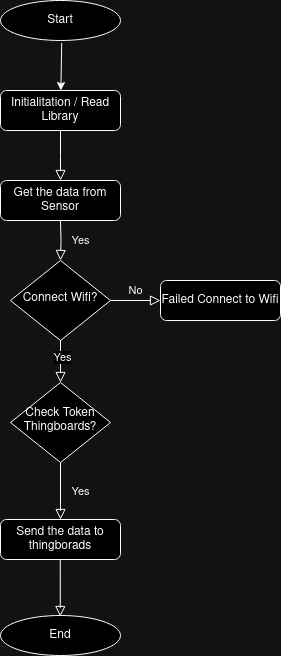 Start
Initialitation / Read
Library
Get the data from
Sensor
Yes
Connect Wifi?
No
Failed Connect to Wifi
Yes
Check Token
Thingboards?
Yes
Send the data to
thingborads
End